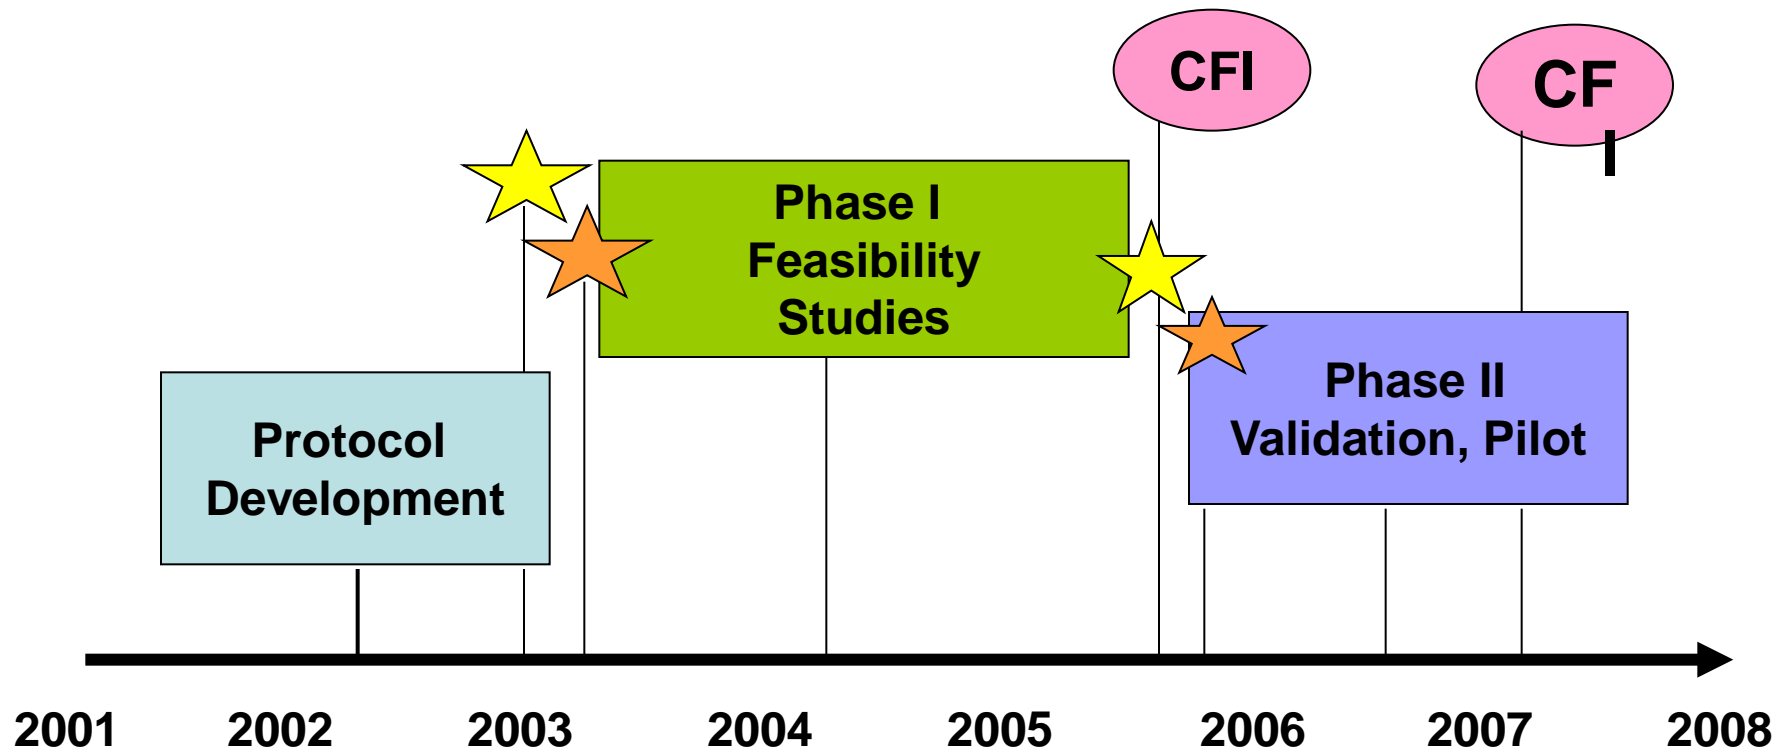 CFI
CF
I
Phase I
Feasibility
Studies
Phase II
Validation, Pilot
Protocol
Development
2001 2002 2003 2004 2005 2006 2007 2008